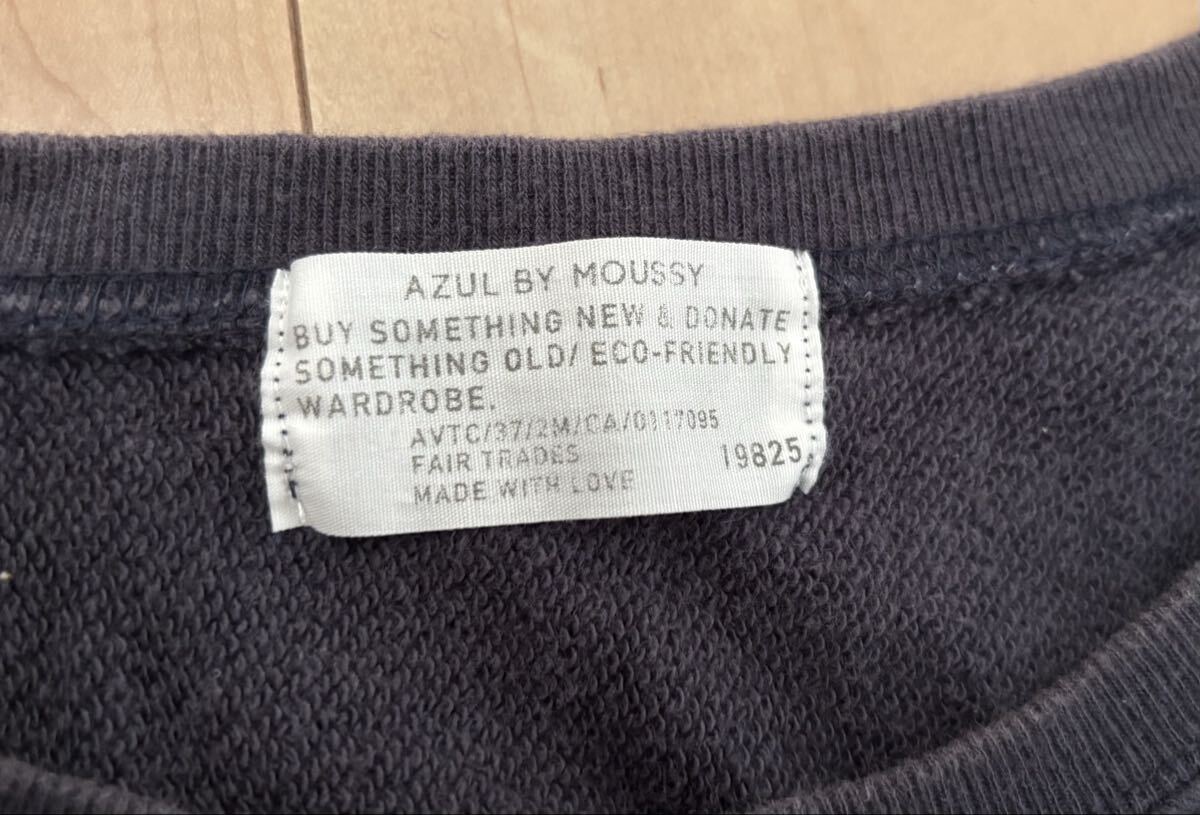 AZUL BY MOUSSY
BUY SOMETHING NEW & DONATE
SOMETHING OLD/ ECO-FRIENDLY
WARDROBE.
AVTC/37/2M/CA/0117095
FAIR TRADES 19825
MADE WITH LOVE